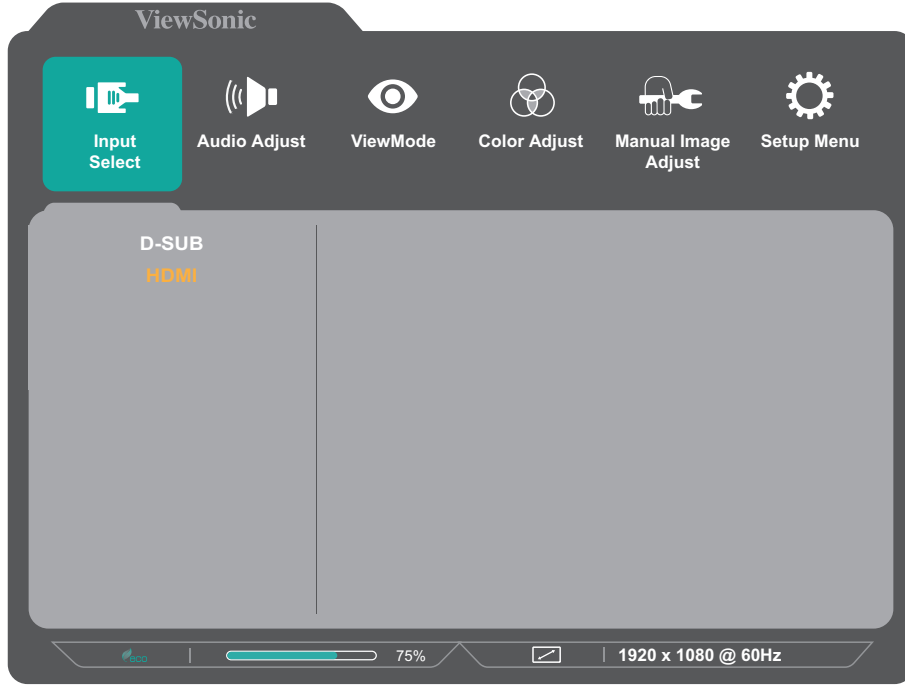 ViewSonic
Input
Select
Audio Adjust
ViewMode
Color Adjust
Manual Image
Adjust
Setup Menu
D-SUB
HDMI
eco
75%
1920 x 1080 @ 60Hz